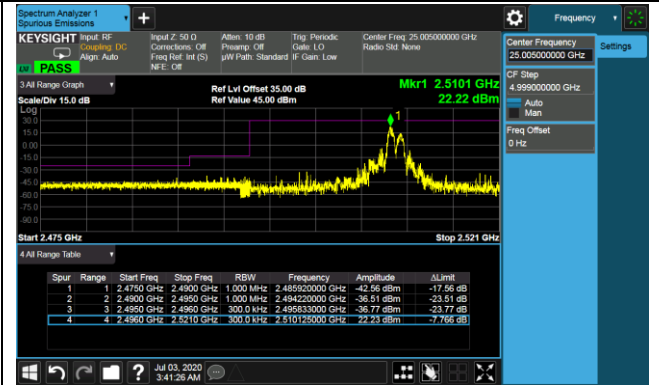 Spectrum Analyzer 1
Spurious Emissions
Frequency
KEYSIGHT
Input: RF
Coupling: DC
Align: Auto
Input Z: 50 Ω
Corrections: Off
Freq Ref: Int (S)
NFE: Off
Atten: 10 dB
Preamp: Off
µW Path: Standard
Trig: Periodic
Gate: LO
IF Gain: Low
Center Freq: 25.005000000 GHz
Radio Std: None
PASS
Center Frequency
25.005000000 GHz
Settings
CF Step
4.999000000 GHz
Auto
Man
Freq Offset
0 Hz
3 All Range Graph
Scale/Div 15.0 dB
Ref Lvl Offset 35.00 dB
Ref Value 45.00 dBm
Mkr1 2.5101 GHz
22.22 dBm
Log
30.0
15.0
0.00
-15.0
-30.0
-45.0
-60.0
-75.0
-90.0
1
Start 2.475 GHz
Stop 2.521 GHz
4 All Range Table
Spur Range Start Freq Stop Freq RBW Frequency Amplitude ΔLimit
1 1 2.4750 GHz 2.4900 GHz 1.000 MHz 2.485920000 GHz -42.56 dBm -17.56 dB
2 2 2.4900 GHz 2.4950 GHz 1.000 MHz 2.494220000 GHz -36.51 dBm -23.51 dB
3 3 2.4950 GHz 2.4960 GHz 300.0 kHz 2.495833000 GHz -36.77 dBm -23.77 dB
4 4 2.4960 GHz 2.5210 GHz 300.0 kHz 2.510125000 GHz 22.23 dBm -7.766 dB
Jul 03, 2020
3:41:26 AM